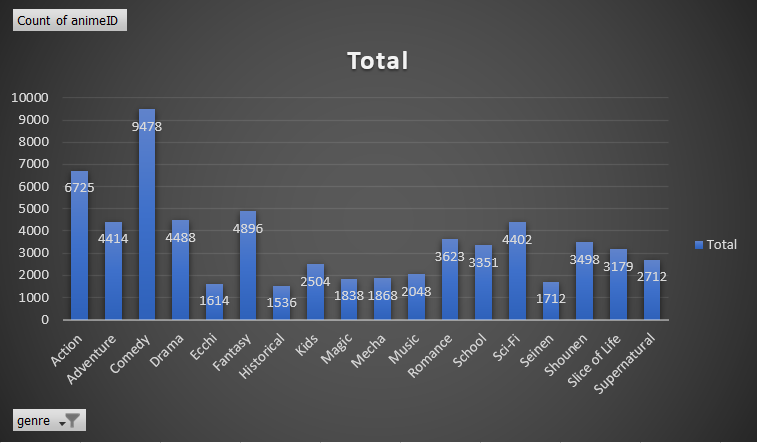 Count of animeID
Total
10000
9000
8000
7000
6000
5000
4000
3000
2000
1000
0
6725
4414
9478
4488
1614
4896
1536
2504
1838
1868
2048
3623
3351
4402
1712
3498
3179
2712
Action
Adventure
Comedy
Drama
Ecchi
Fantasy
Historical
Kids
Magic
Mecha
Music
Romance
School
Sci-Fi
Seinen
Shounen
Slice of Life
Supernatural
Total
genre